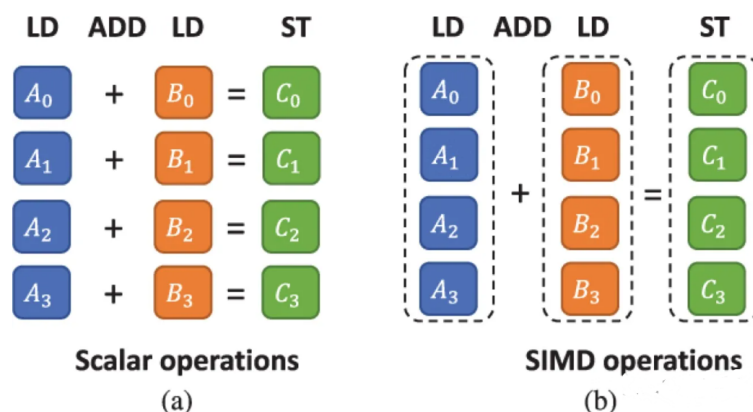 LD ADD LD ST
A₀ + B₀ = C₀
A₁ + B₁ = C₁
A₂ + B₂ = C₂
A₃ + B₃ = C₃
Scalar operations
(a)
LD ADD LD ST
A₀ B₀ C₀
A₁ B₁ C₁
+ =
A₂ B₂ C₂
A₃ B₃ C₃
SIMD operations
(b)